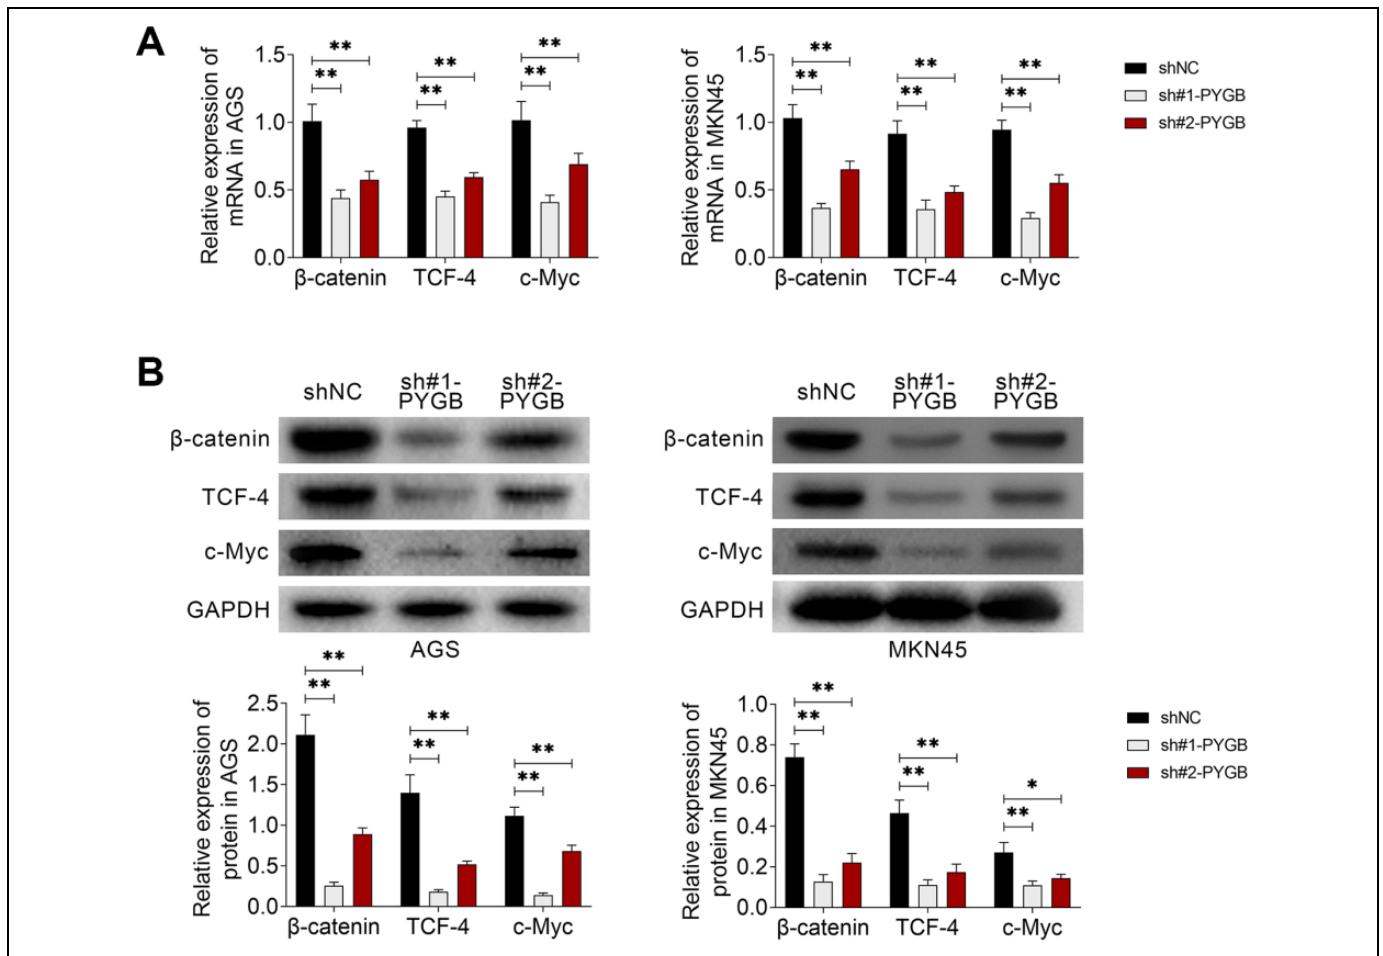 A
Relative expression of
mRNA in AGS
1.5
1.0
0.5
0.0
** ** ** ** ** **
β-catenin TCF-4 c-Myc
Relative expression of
mRNA in MKN45
1.5
1.0
0.5
0.0
** ** ** ** ** **
β-catenin TCF-4 c-Myc
shNC
sh#1-PYGB
sh#2-PYGB
B
shNC sh#1-PYGB sh#2-PYGB
β-catenin
TCF-4
c-Myc
GAPDH
AGS
shNC sh#1-PYGB sh#2-PYGB
β-catenin
TCF-4
c-Myc
GAPDH
MKN45
Relative expression of
protein in AGS
2.5
2.0
1.5
1.0
0.5
0.0
** ** ** ** ** **
β-catenin TCF-4 c-Myc
Relative expression of
protein in MKN45
1.0
0.8
0.6
0.4
0.2
0.0
** ** ** ** * **
β-catenin TCF-4 c-Myc
shNC
sh#1-PYGB
sh#2-PYGB